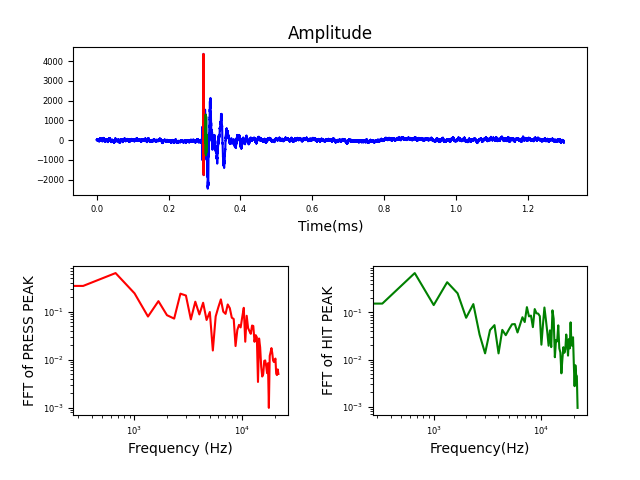 Amplitude
4000
3000
2000
1000
0
−1000
−2000
0.0 0.2 0.4 0.6 0.8 1.0 1.2
Time(ms)
FFT of PRESS PEAK
10⁻¹
10⁻²
10⁻³
10³ 10⁴
Frequency (Hz)
FFT of HIT PEAK
10⁻¹
10⁻²
10⁻³
10³ 10⁴
Frequency(Hz)